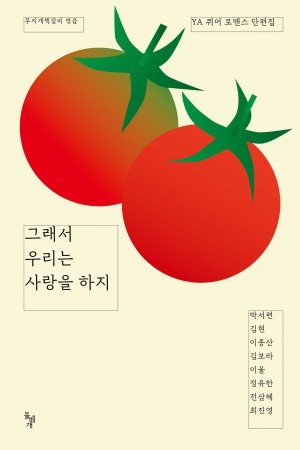 무지개책갈피 엮음
YA 퀴어 로맨스 단편집
그래서
우리는
사랑을 하지
박서련
김현
이종산
김보라
이울
정유한
전삼혜
최진영
돌베개